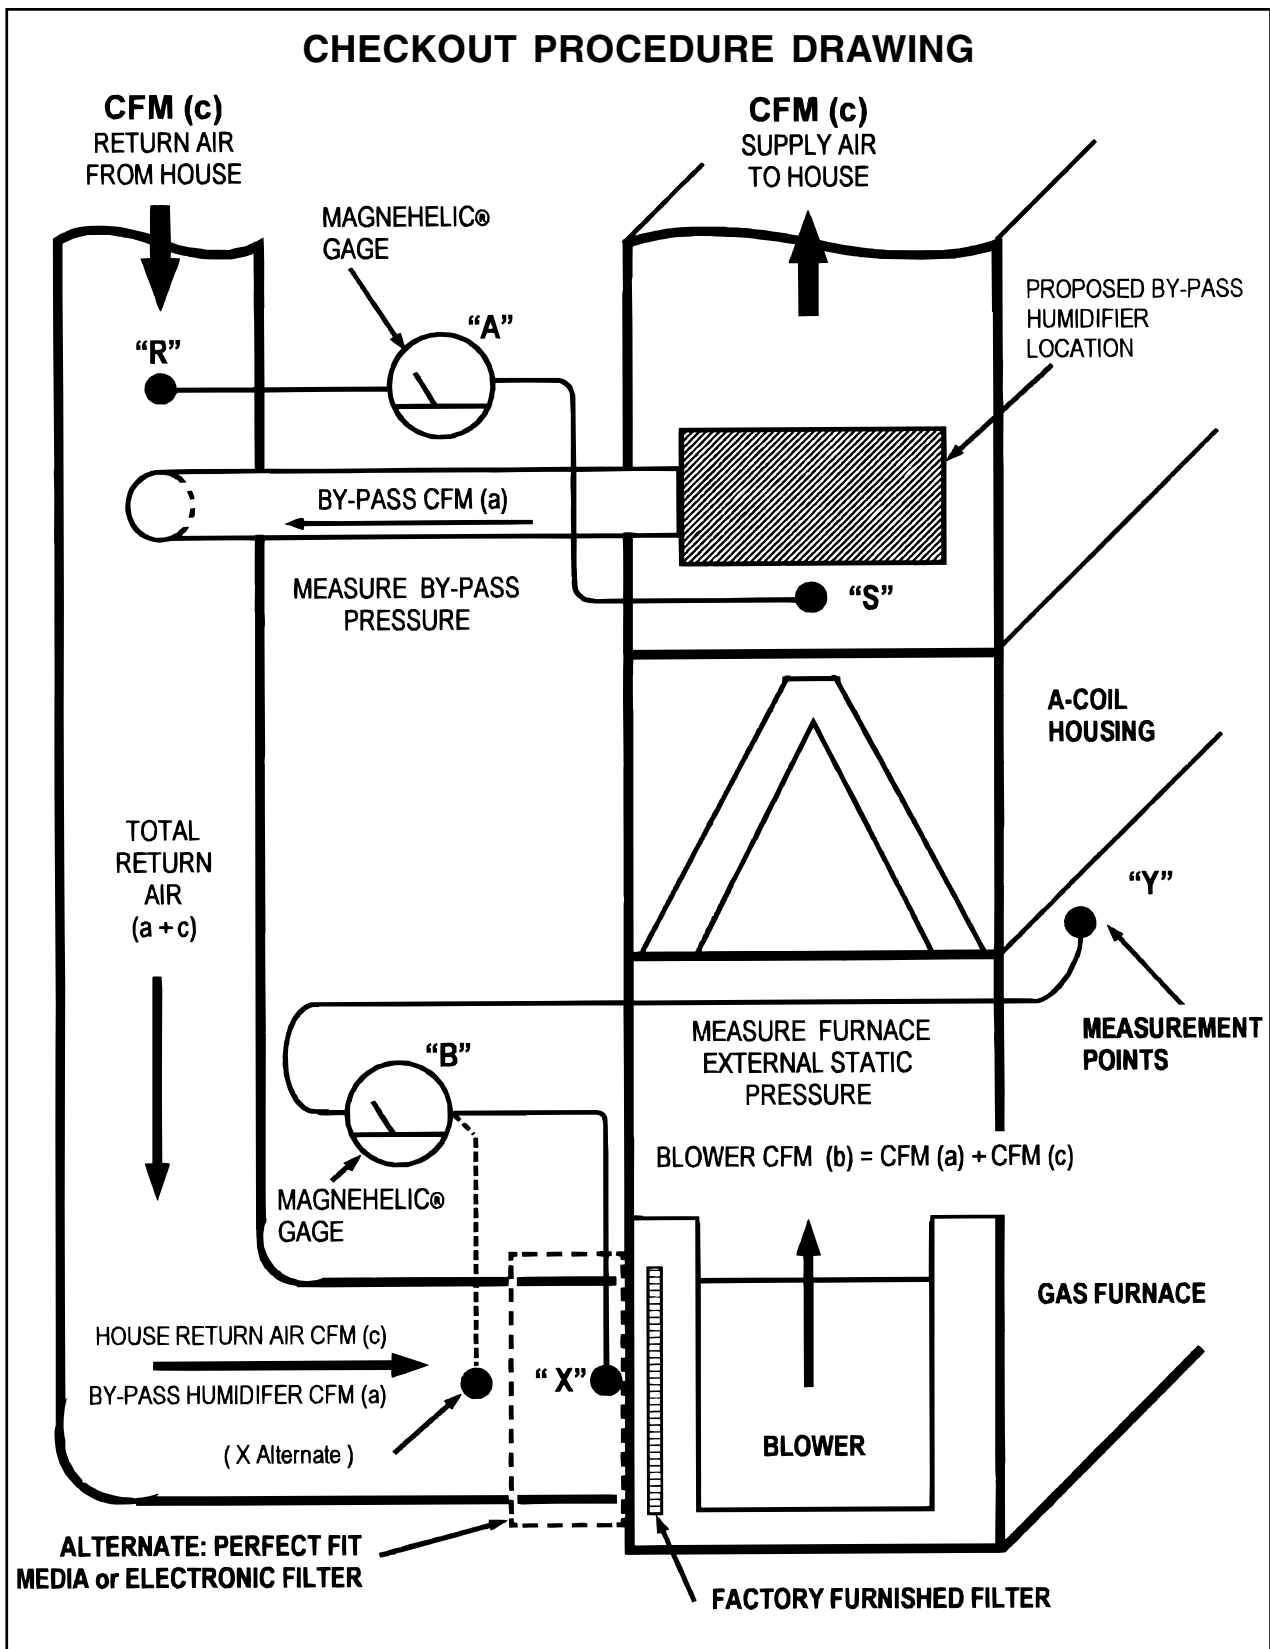 CHECKOUT PROCEDURE DRAWING
CFM (c)
RETURN AIR
FROM HOUSE
CFM (c)
SUPPLY AIR
TO HOUSE
MAGNEHELIC®
GAGE
“A”
“R”
PROPOSED BY-PASS
HUMIDIFIER
LOCATION
BY-PASS CFM (a)
MEASURE BY-PASS
PRESSURE
“S”
A-COIL
HOUSING
TOTAL
RETURN
AIR
(a + c)
“Y”
MEASUREMENT
POINTS
MEASURE FURNACE
EXTERNAL STATIC
PRESSURE
“B”
BLOWER CFM (b) = CFM (a) + CFM (c)
MAGNEHELIC®
GAGE
GAS FURNACE
HOUSE RETURN AIR CFM (c)
BY-PASS HUMIDIFER CFM (a)
“ X”
( X Alternate )
BLOWER
ALTERNATE: PERFECT FIT
MEDIA or ELECTRONIC FILTER
FACTORY FURNISHED FILTER